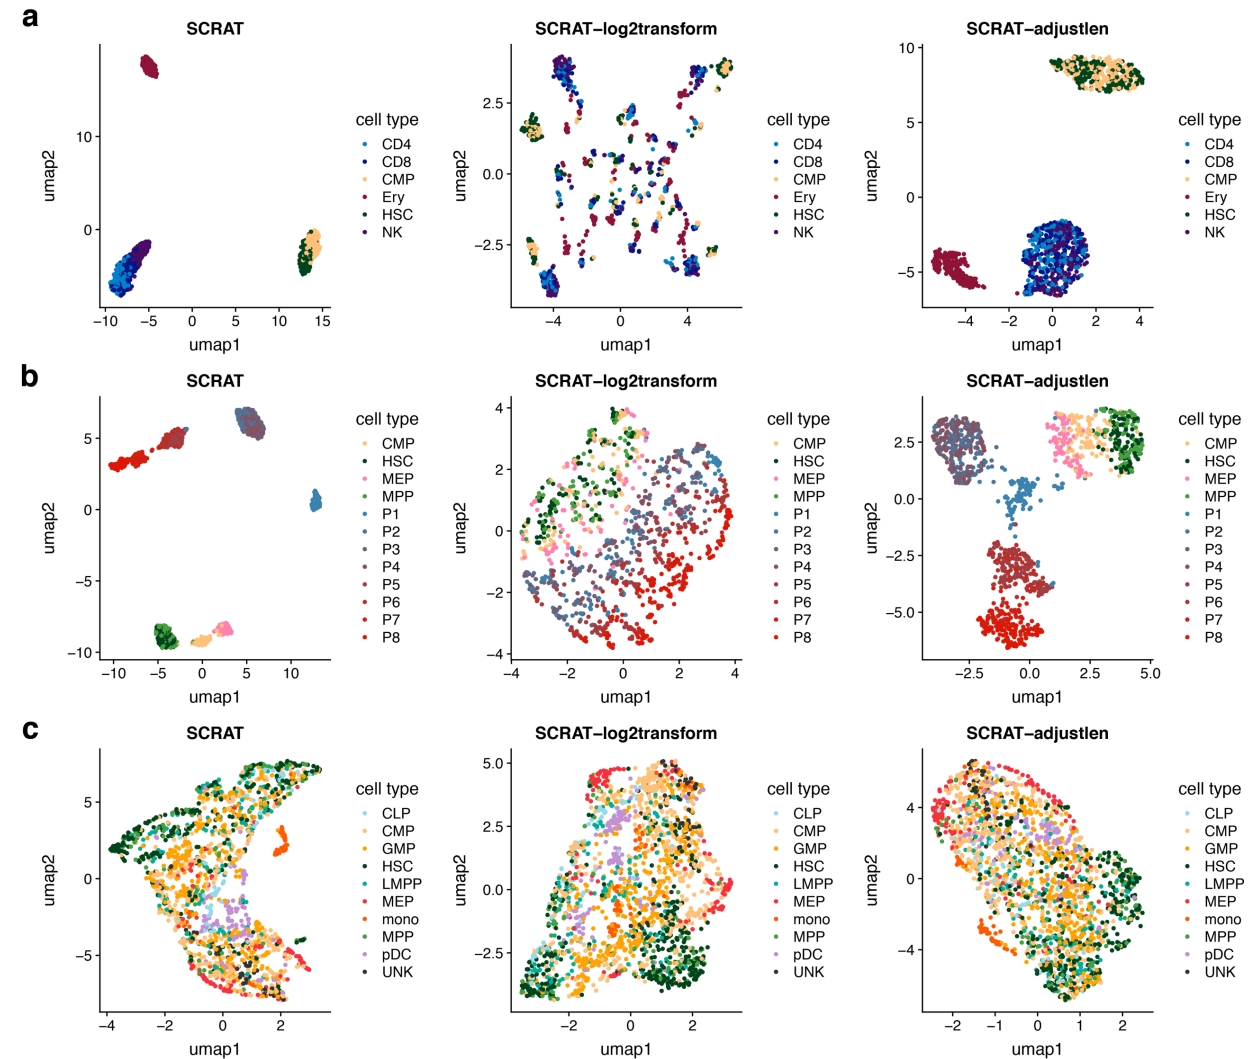 a
SCRAT
SCRAT−log2transform
SCRAT−adjustlen
10
0
umap2
−10
−5
0
5
10
15
umap1
cell type
CD4
CD8
CMP
Ery
HSC
NK
2.5
0.0
−2.5
umap2
−4
0
4
umap1
cell type
CD4
CD8
CMP
Ery
HSC
NK
10
5
0
−5
umap2
−4
−2
0
2
4
umap1
cell type
CD4
CD8
CMP
Ery
HSC
NK
b
SCRAT
SCRAT−log2transform
SCRAT−adjustlen
5
0
−5
−10
umap2
−10
−5
0
5
10
umap1
cell type
CMP
HSC
MEP
MPP
P1
P2
P3
P4
P5
P6
P7
P8
4
2
0
−2
−4
umap2
−4
−2
0
2
4
umap1
cell type
CMP
HSC
MEP
MPP
P1
P2
P3
P4
P5
P6
P7
P8
2.5
0.0
−2.5
−5.0
umap2
−2.5
0.0
2.5
5.0
umap1
cell type
CMP
HSC
MEP
MPP
P1
P2
P3
P4
P5
P6
P7
P8
c
SCRAT
SCRAT−log2transform
SCRAT−adjustlen
5
0
−5
umap2
−4
−2
0
2
umap1
cell type
CLP
CMP
GMP
HSC
LMPP
MEP
mono
MPP
pDC
UNK
5.0
2.5
0.0
−2.5
umap2
−2
0
2
umap1
cell type
CLP
CMP
GMP
HSC
LMPP
MEP
mono
MPP
pDC
UNK
4
0
−4
umap2
−2
−1
0
1
2
umap1
cell type
CLP
CMP
GMP
HSC
LMPP
MEP
mono
MPP
pDC
UNK